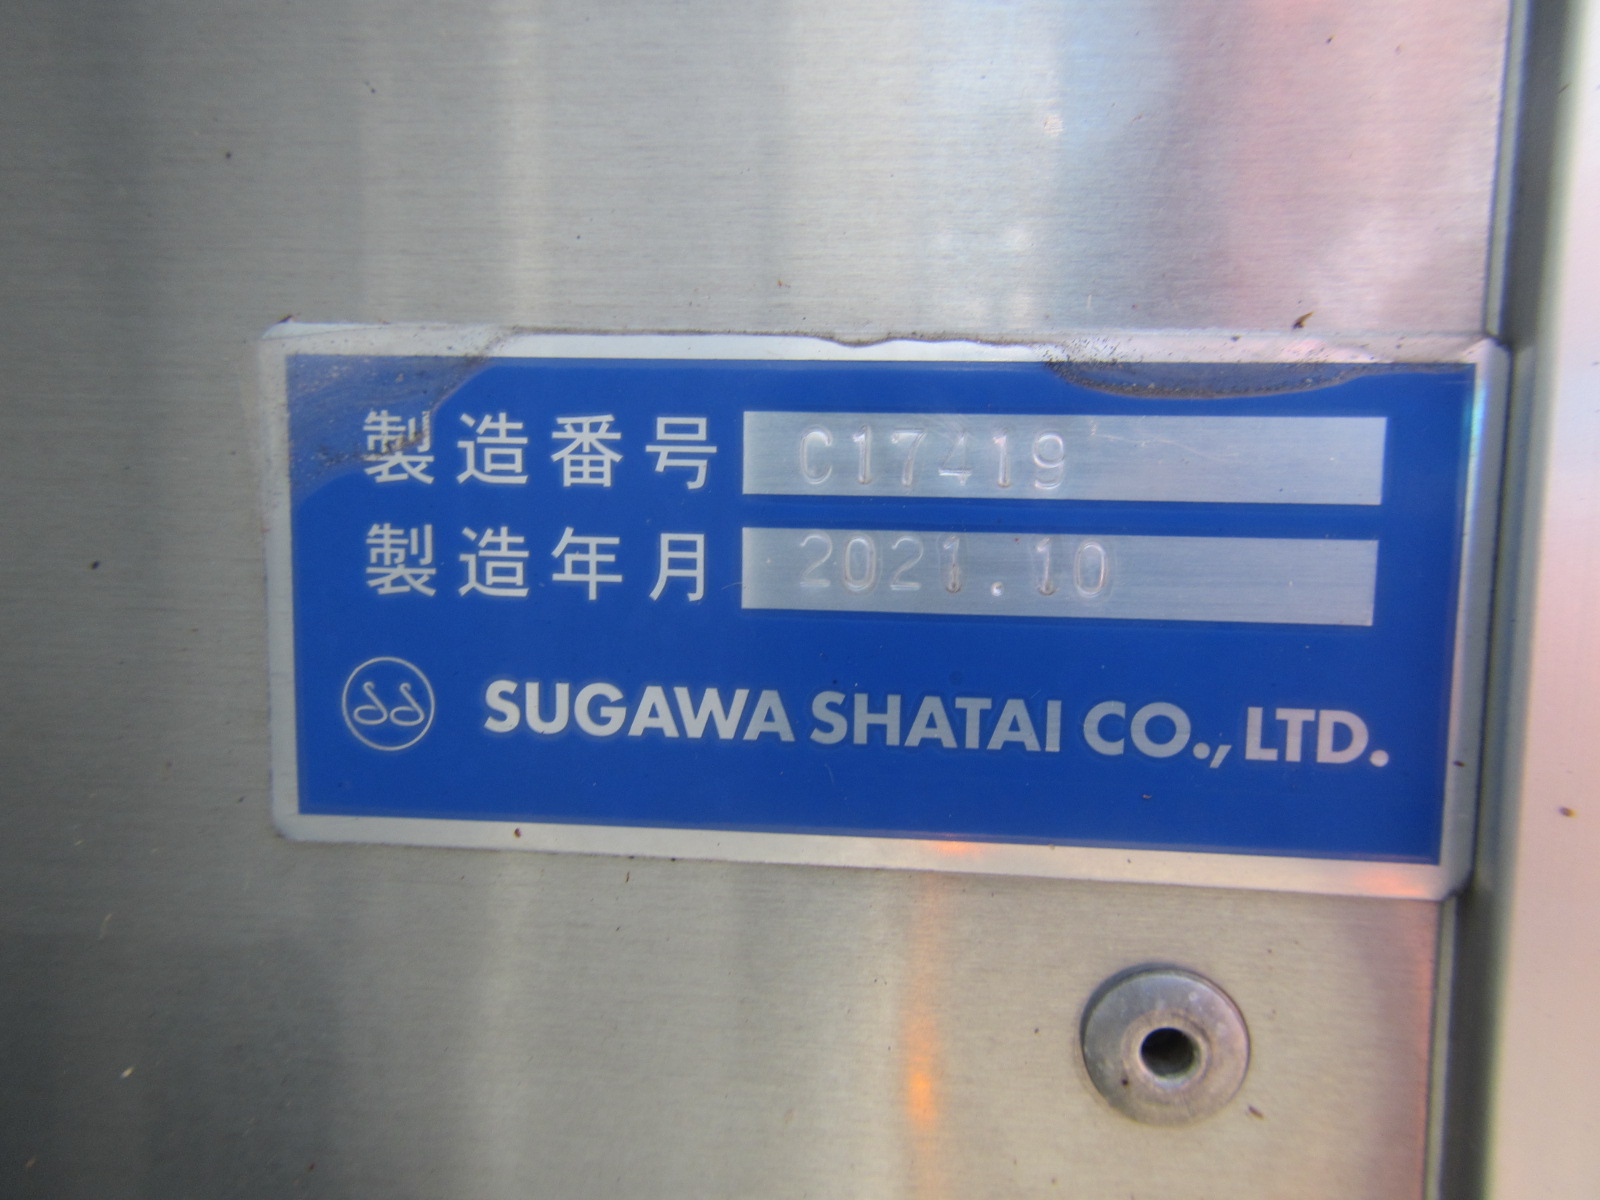 製造番号 C17419
製造年月 2021.10
SUGAWA SHATAI CO., LTD.